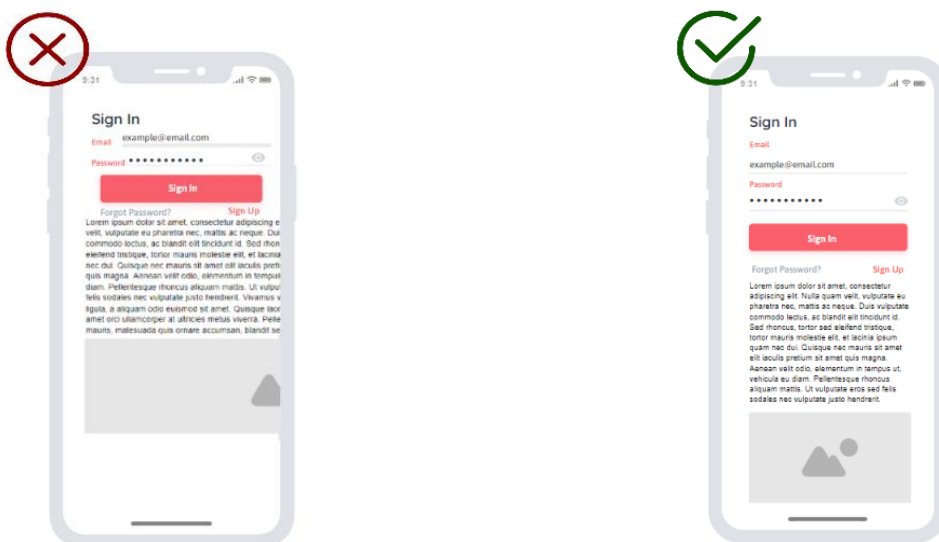 9:31
Sign In
Email example@email.com
Password •••••••••••
Sign In
Forgot Password? Sign Up
Lorem ipsum dolor sit amet, consectetur adipiscing e
velit, vulputate eu pharetra nec, mattis ac neque. Dui
commodo lectus, ac blandit elit tincidunt id. Sed rhon
eleifend tristique, tortor mauris molestie elit, et lacinia
nec dui. Quisque nec mauris sit amet elit iaculis preti
quis magna. Aenean velit odio, elementum in tempus
diam. Pellentesque rhoncus aliquam mattis. Ut vulput
felis sodales nec vulputate justo hendrerit. Vivamus v
ligula, a aliquam odio euismod sit amet. Quisque laor
amet orci ullamcorper at ultricies metus viverra. Pelle
mauris, malesuada quis ornare accumsan, blandit se
9:31
Sign In
Email
example@email.com
Password
•••••••••••
Sign In
Forgot Password? Sign Up
Lorem ipsum dolor sit amet, consectetur
adipiscing elit. Nulla quam velit, vulputate eu
pharetra nec, mattis ac neque. Duis vulputate
commodo lectus, ac blandit elit tincidunt id.
Sed rhoncus, tortor sed eleifend tristique,
tortor mauris molestie elit, et lacinia ipsum
quam nec dui. Quisque nec mauris sit amet
elit iaculis pretium sit amet quis magna.
Aenean velit odio, elementum in tempus ut,
vehicula eu diam. Pellentesque rhoncus
aliquam mattis. Ut vulputate eros sed felis
sodales nec vulputate justo hendrerit.